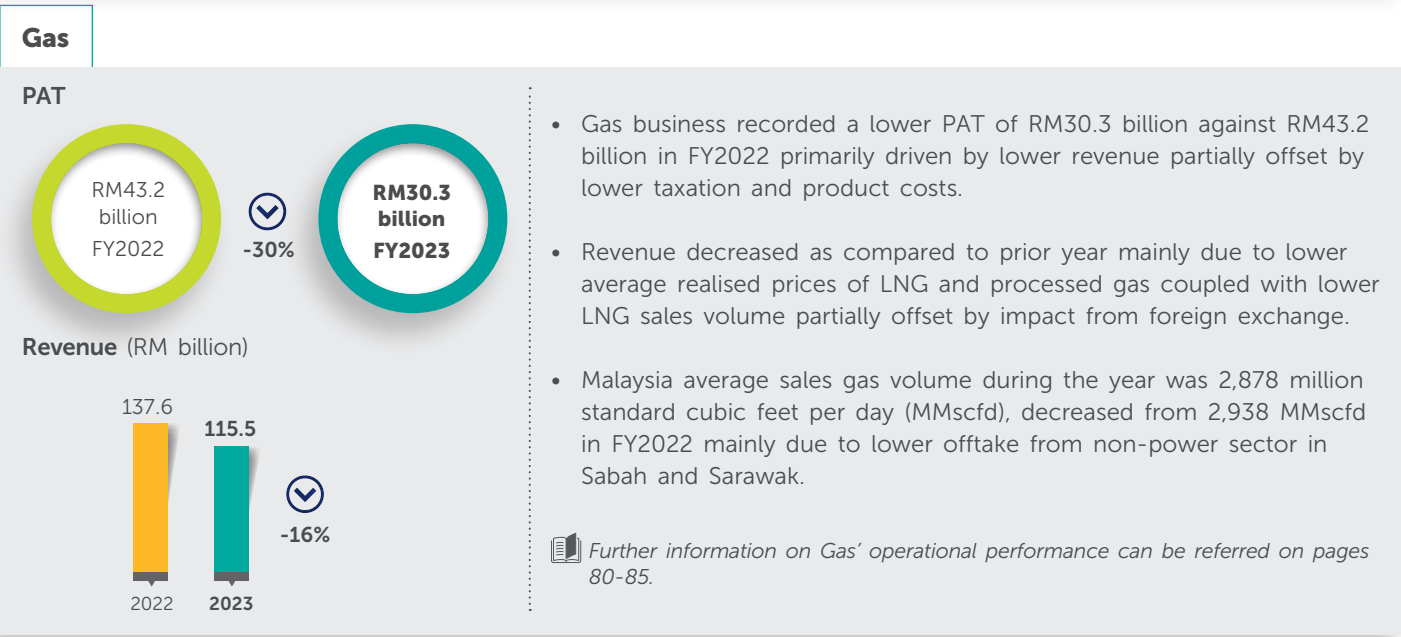 Gas
PAT
RM43.2
billion
FY2022
-30%
RM30.3
billion
FY2023
Revenue (RM billion)
137.6
115.5
-16%
2022
2023
• Gas business recorded a lower PAT of RM30.3 billion against RM43.2
billion in FY2022 primarily driven by lower revenue partially offset by
lower taxation and product costs.
• Revenue decreased as compared to prior year mainly due to lower
average realised prices of LNG and processed gas coupled with lower
LNG sales volume partially offset by impact from foreign exchange.
• Malaysia average sales gas volume during the year was 2,878 million
standard cubic feet per day (MMscfd), decreased from 2,938 MMscfd
in FY2022 mainly due to lower offtake from non-power sector in
Sabah and Sarawak.
Further information on Gas’ operational performance can be referred on pages
80-85.